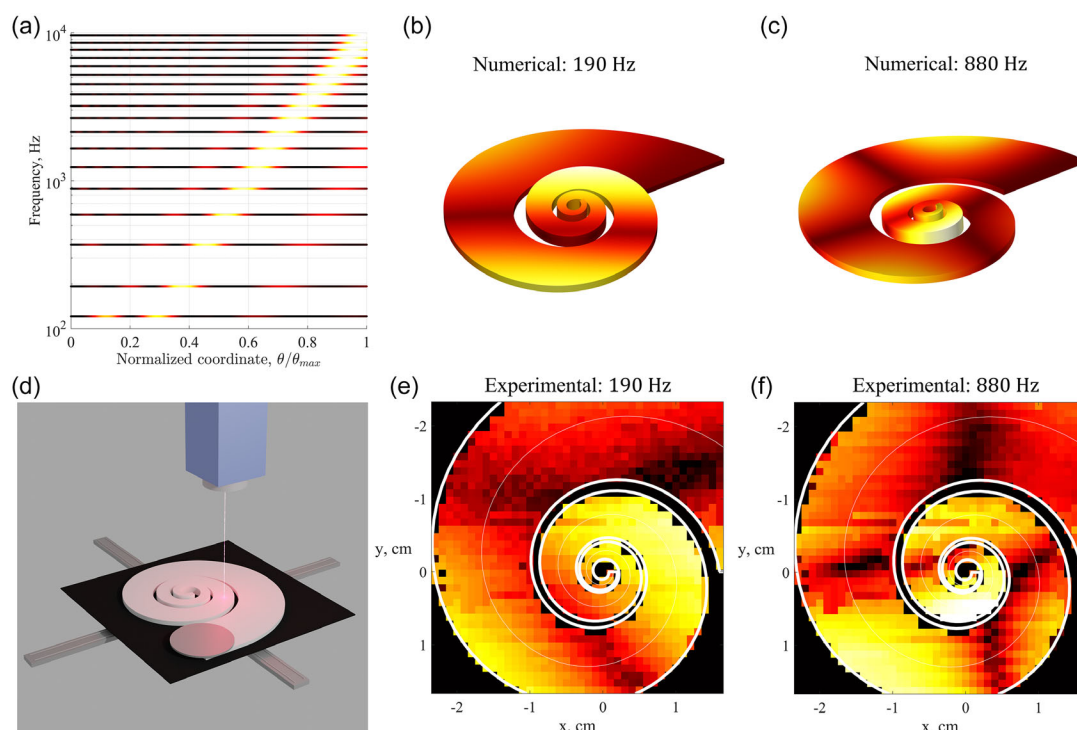 (a)
(b)
(c)
Numerical: 190 Hz
Numerical: 880 Hz
Frequency, Hz
10⁴
10³
10²
0
0.2
0.4
0.6
0.8
1
Normalized coordinate, θ/θₘₐₓ
(d)
(e)
(f)
Experimental: 190 Hz
Experimental: 880 Hz
-2
-1
y, cm
0
1
-2
-1
0
1
x, cm
-2
-1
y, cm
0
1
-2
-1
0
1
x, cm